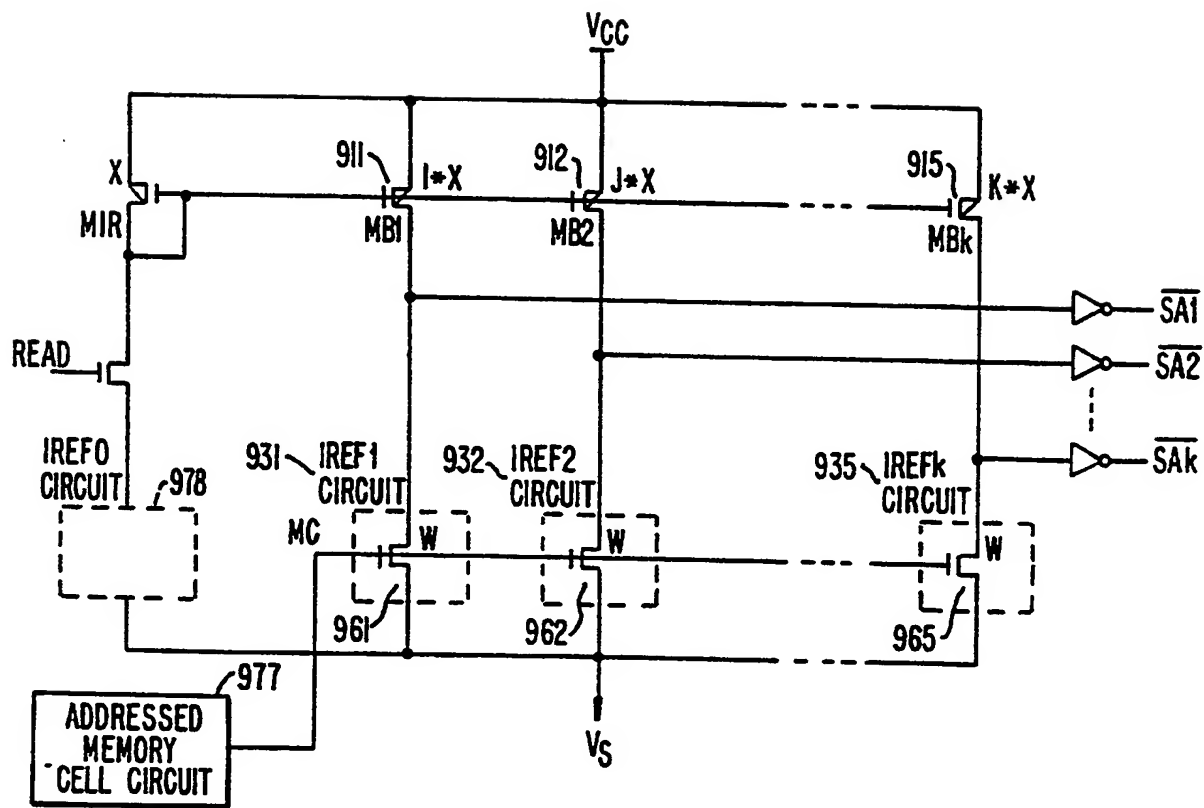 VCC
X
MIR
911
I*X
MB1
912
J*X
MB2
915
K*X
MBk
SA1
READ
SA2
IREF0
CIRCUIT
978
931
IREF1
CIRCUIT
932
IREF2
CIRCUIT
935
IREFk
CIRCUIT
SAk
MC
W
W
W
961
962
965
977
ADDRESSED
MEMORY
CELL CIRCUIT
VS